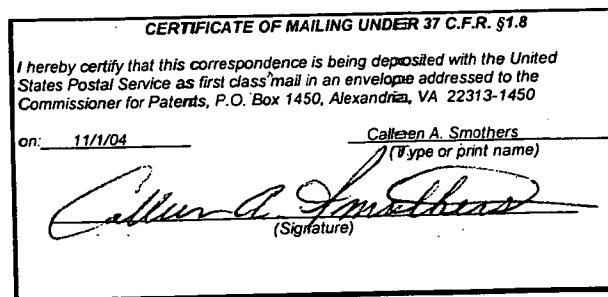 CERTIFICATE OF MAILING UNDER 37 C.F.R. §1.8
I hereby certify that this correspondence is being deposited with the United
States Postal Service as first class mail in an envelope addressed to the
Commissioner for Patents, P.O. Box 1450, Alexandria, VA 22313-1450
on: 11/1/04 Calleen A. Smothers
(Type or print name)
Calleen A. Smothers
(Signature)